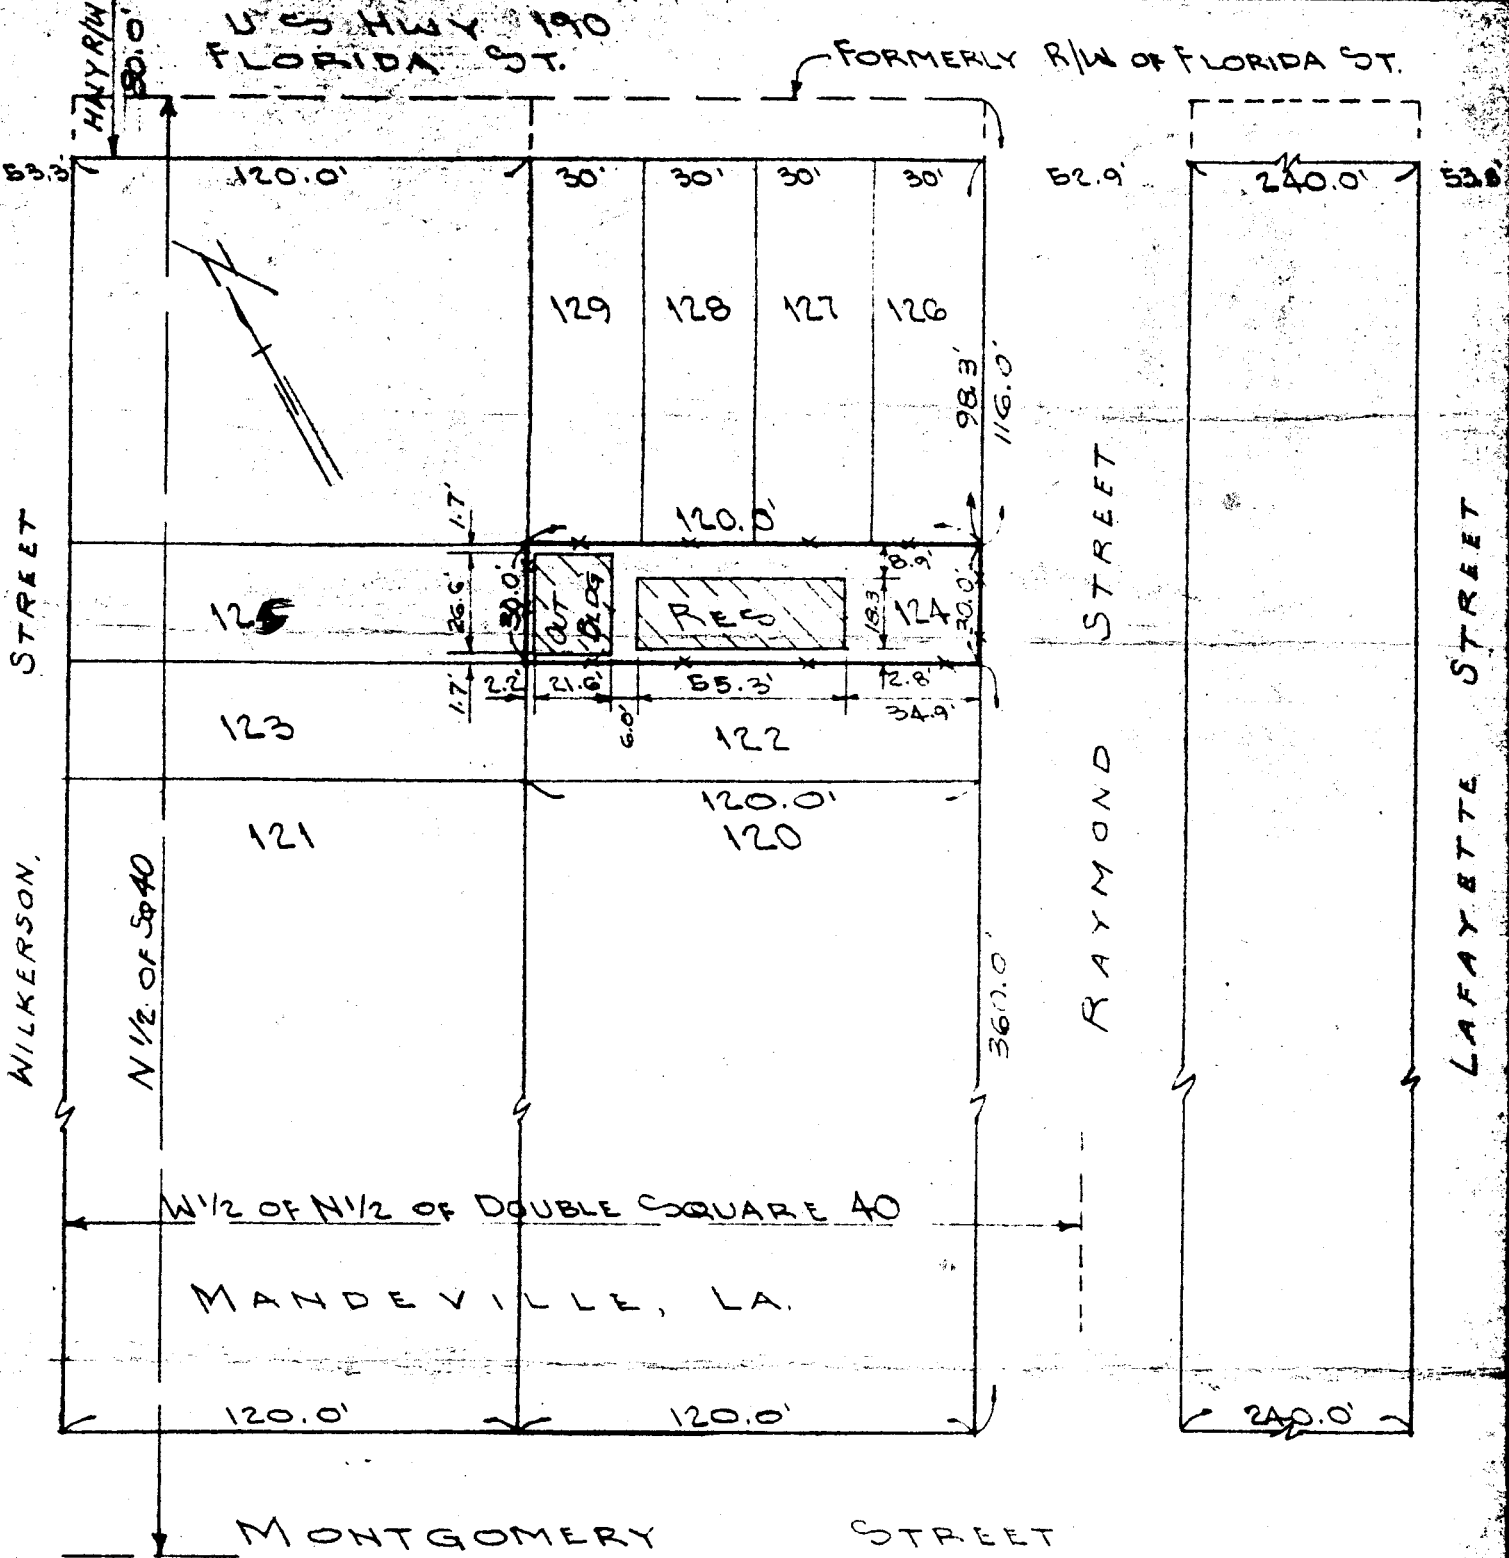 U S HWY 190
FLORIDA ST.
HWY R/W
80.0'
FORMERLY R/W OF FLORIDA ST.
53.3' 120.0' 30' 30' 30' 30' 52.9' 240.0'
129 128 127 126
98.3'
116.0'
120.0'
1.7'
26.6'
30.0'
OUT BLDG
RES
8.9'
18.3
124
30.0'
125
1.7'
2.2' 21.6' 55.3' 12.8'
6.0'
34.9'
123 122
120.0'
121 120
N 1/2 OF Sq 40
360.0'
WILKERSON, STREET
RAYMOND STREET
LAFAYETTE STREET
W 1/2 OF N 1/2 OF DOUBLE SQUARE 40
MANDEVILLE, LA.
120.0' 120.0' 240.0'
MONTGOMERY STREET